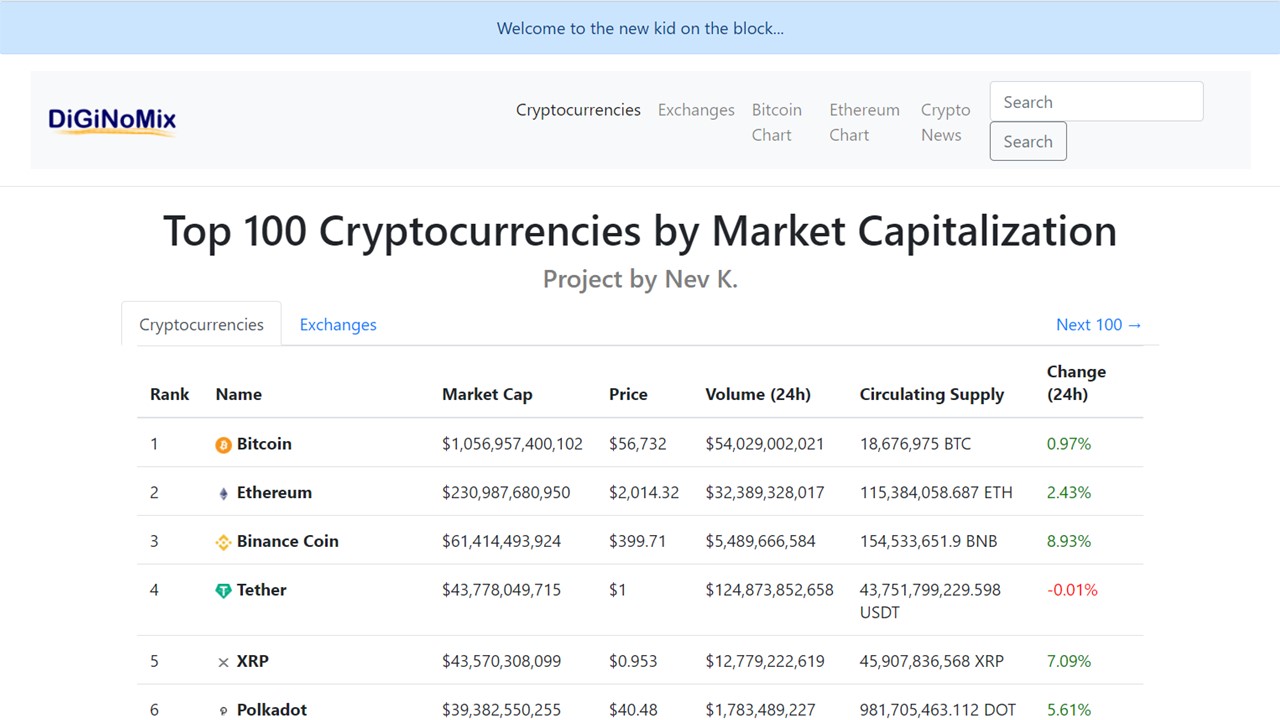 Welcome to the new kid on the block...
DiGiNoMix
Cryptocurrencies Exchanges Bitcoin Chart Ethereum Chart Crypto News Search
Search
Top 100 Cryptocurrencies by Market Capitalization
Project by Nev K.
Cryptocurrencies Exchanges Next 100 →
Rank Name Market Cap Price Volume (24h) Circulating Supply Change (24h)
1 Bitcoin $1,056,957,400,102 $56,732 $54,029,002,021 18,676,975 BTC 0.97%
2 Ethereum $230,987,680,950 $2,014.32 $32,389,328,017 115,384,058.687 ETH 2.43%
3 Binance Coin $61,414,493,924 $399.71 $5,489,666,584 154,533,651.9 BNB 8.93%
4 Tether $43,778,049,715 $1 $124,873,852,658 43,751,799,229.598 USDT -0.01%
5 XRP $43,570,308,099 $0.953 $12,779,222,619 45,907,836,568 XRP 7.09%
6 Polkadot $39,382,550,255 $40.48 $1,783,489,227 981,705,463.112 DOT 5.61%